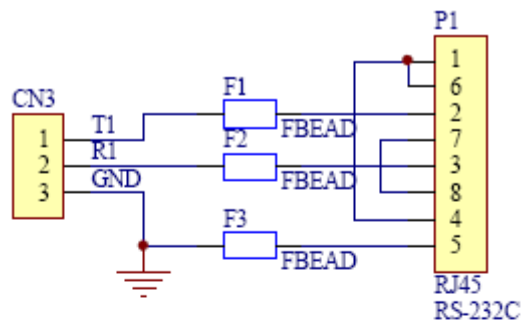 P1
CN3
1
2
3
T1
R1
GND
F1
FBEAD
F2
FBEAD
F3
FBEAD
1
6
2
7
3
8
4
5
RJ45
RS-232C